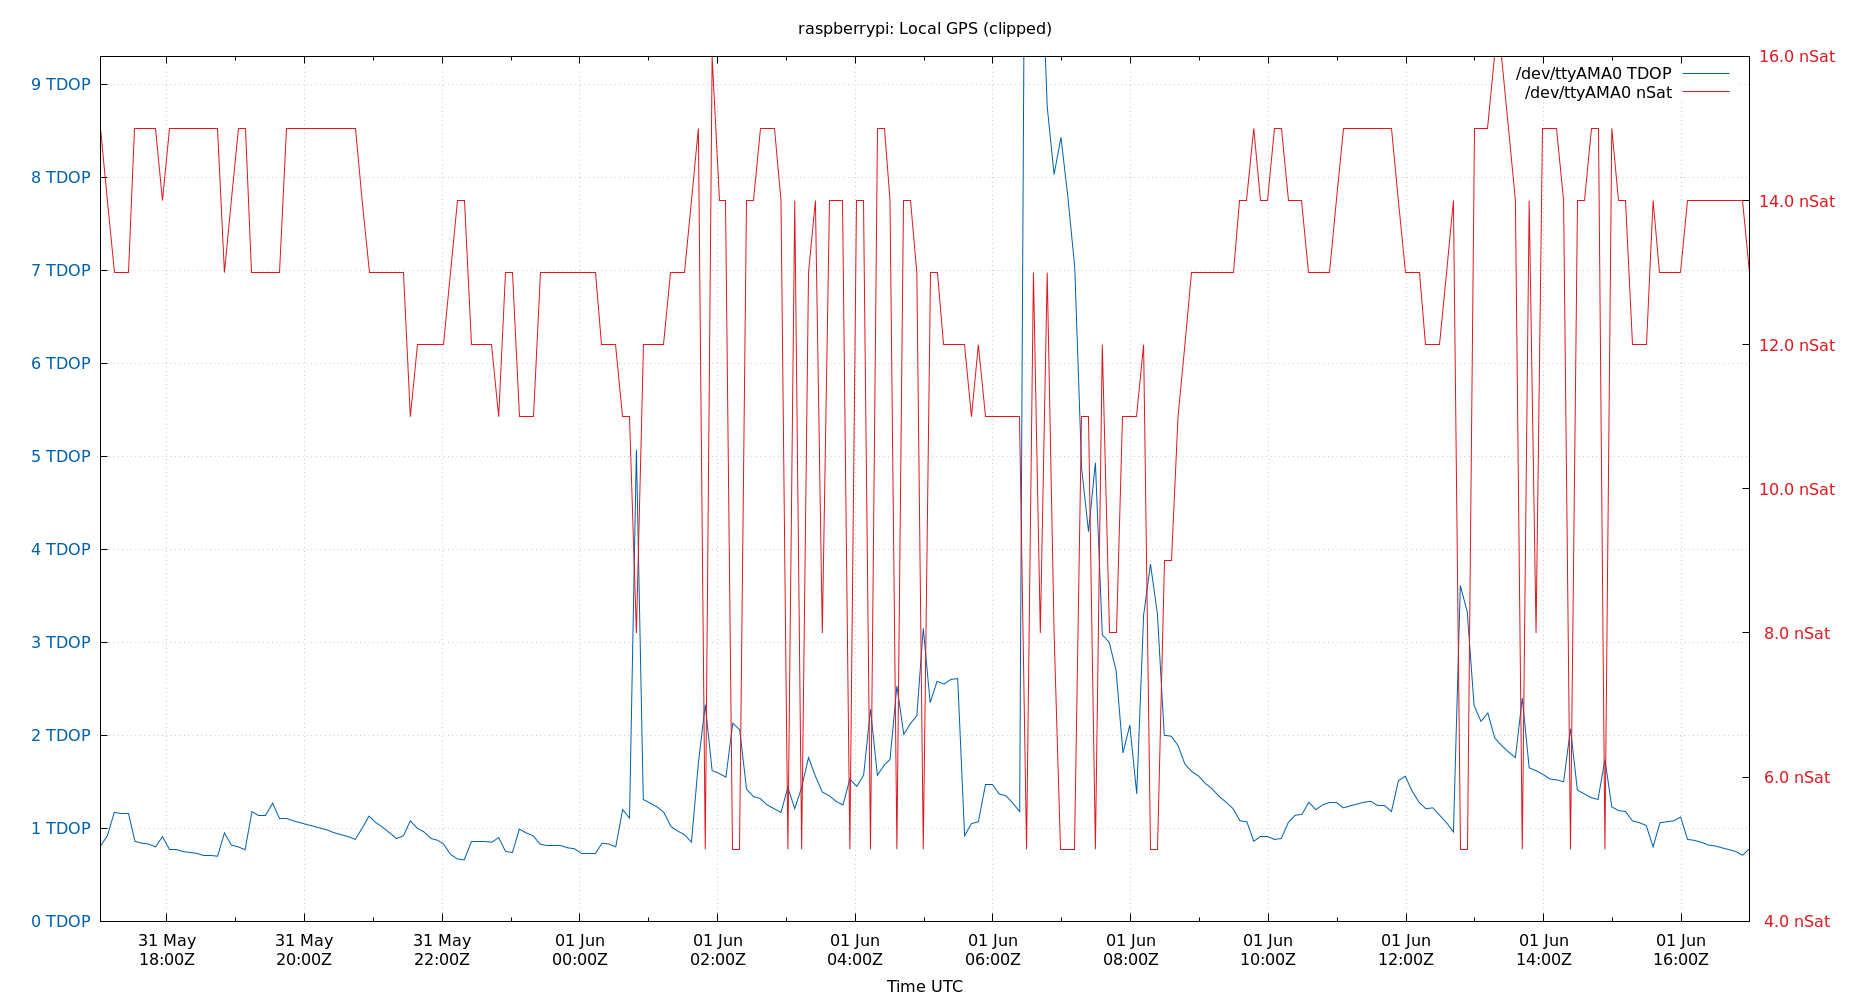 raspberrypi: Local GPS (clipped)
/dev/ttyAMA0 TDOP
/dev/ttyAMA0 nSat
9 TDOP
8 TDOP
7 TDOP
6 TDOP
5 TDOP
4 TDOP
3 TDOP
2 TDOP
1 TDOP
0 TDOP
16.0 nSat
14.0 nSat
12.0 nSat
10.0 nSat
8.0 nSat
6.0 nSat
4.0 nSat
31 May
18:00Z
31 May
20:00Z
31 May
22:00Z
01 Jun
00:00Z
01 Jun
02:00Z
01 Jun
04:00Z
01 Jun
06:00Z
01 Jun
08:00Z
01 Jun
10:00Z
01 Jun
12:00Z
01 Jun
14:00Z
01 Jun
16:00Z
Time UTC